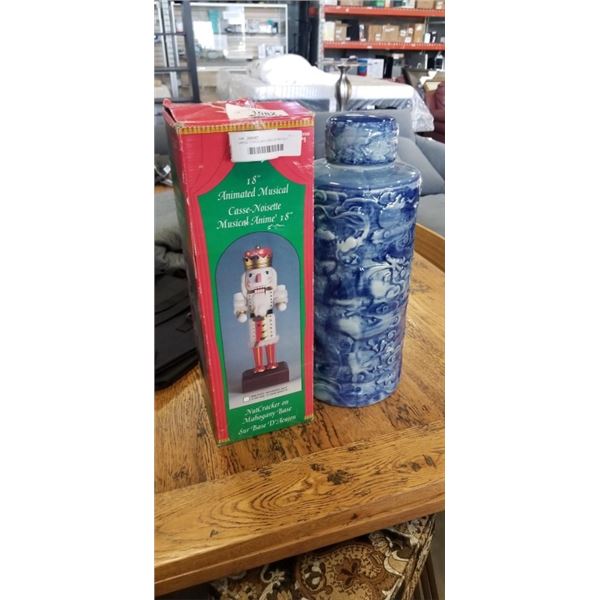 18"
Animated Musical
Casse-Noisette
Musical Animé 18"
NutCracker on
Mahogany Base
Sur Base D'Acajou